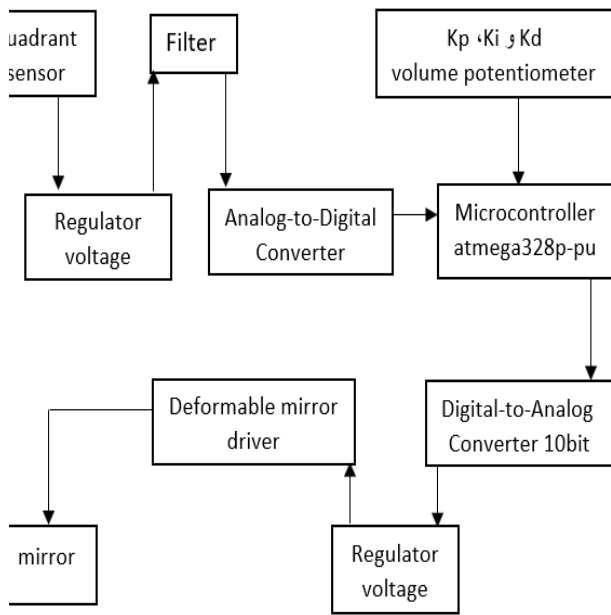 uadrant
sensor
Filter
Kp ،Ki و Kd
volume potentiometer
Regulator
voltage
Analog-to-Digital
Converter
Microcontroller
atmega328p-pu
Deformable mirror
driver
Digital-to-Analog
Converter 10bit
mirror
Regulator
voltage